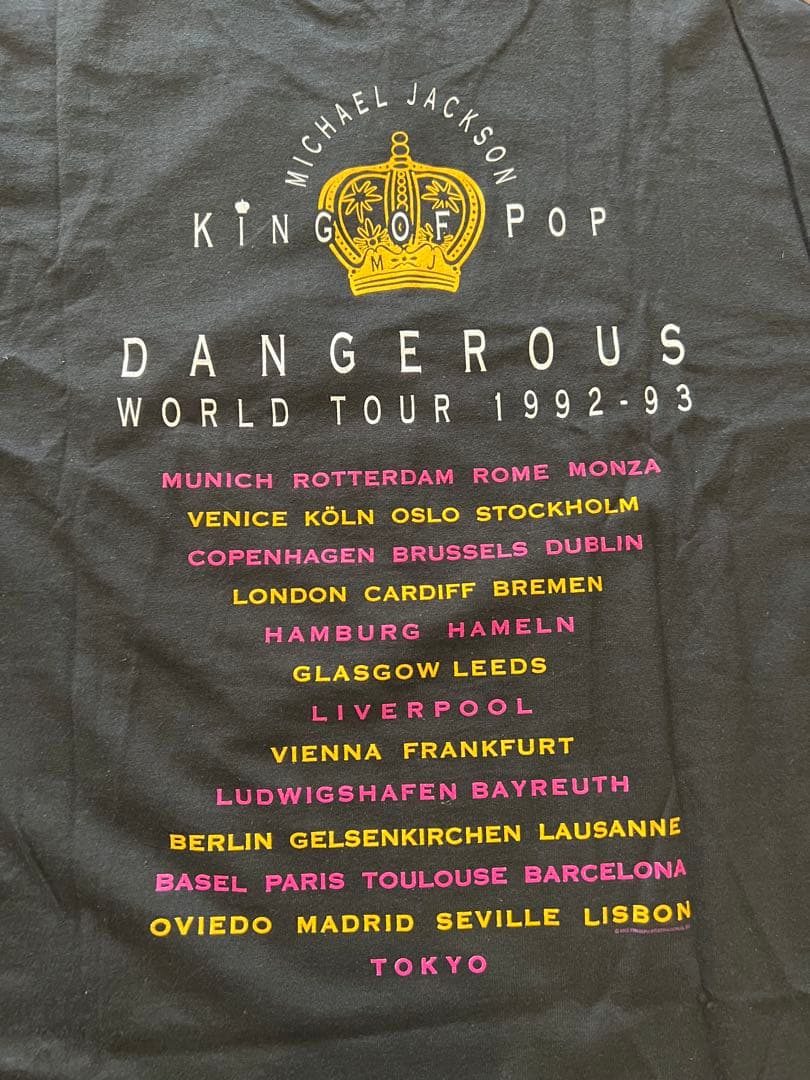 MICHAEL JACKSON
KiNG OF POP
M J
DANGEROUS
WORLD TOUR 1992-93
MUNICH ROTTERDAM ROME MONZA
VENICE KÖLN OSLO STOCKHOLM
COPENHAGEN BRUSSELS DUBLIN
LONDON CARDIFF BREMEN
HAMBURG HAMELN
GLASGOW LEEDS
LIVERPOOL
VIENNA FRANKFURT
LUDWIGSHAFEN BAYREUTH
BERLIN GELSENKIRCHEN LAUSANNE
BASEL PARIS TOULOUSE BARCELONA
OVIEDO MADRID SEVILLE LISBON
TOKYO